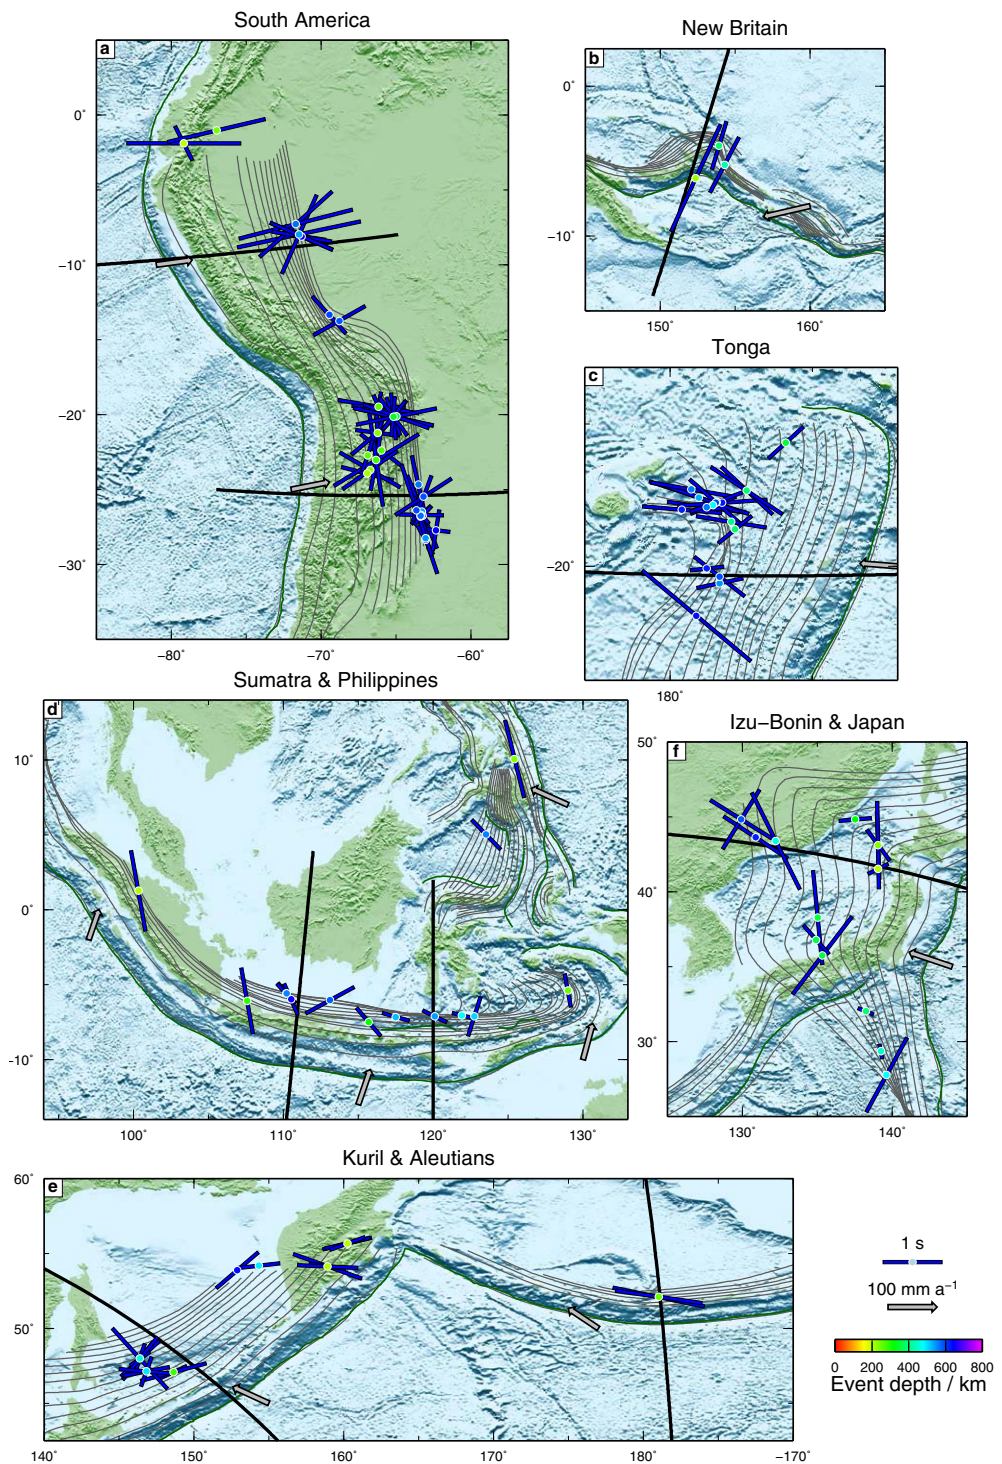 South America
a
0°
−10°
−20°
−30°
−80°
−70°
−60°
New Britain
b
0°
−10°
150°
160°
Tonga
c
−20°
180°
Sumatra & Philippines
d
10°
0°
−10°
100°
110°
120°
130°
Izu−Bonin & Japan
f
50°
40°
30°
130°
140°
Kuril & Aleutians
e
60°
50°
140°
150°
160°
170°
180°
−170°
1 s
100 mm a⁻¹
0 200 400 600 800
Event depth / km